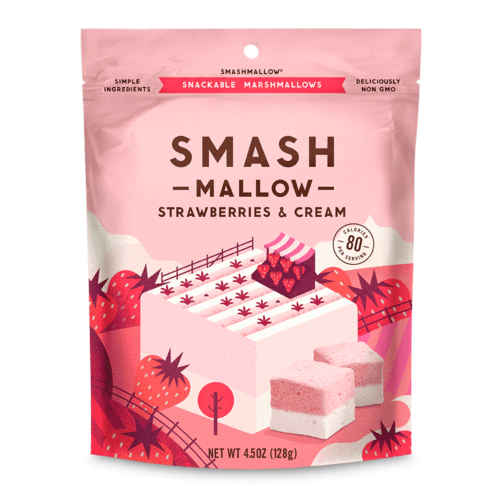 SMASHMALLOW®
SIMPLE
INGREDIENTS
SNACKABLE MARSHMALLOWS
DELICIOUSLY
NON GMO
SMASH
MALLOW
STRAWBERRIES & CREAM
CALORIES
80
PER SERVING
NET WT 4.5OZ (128g)